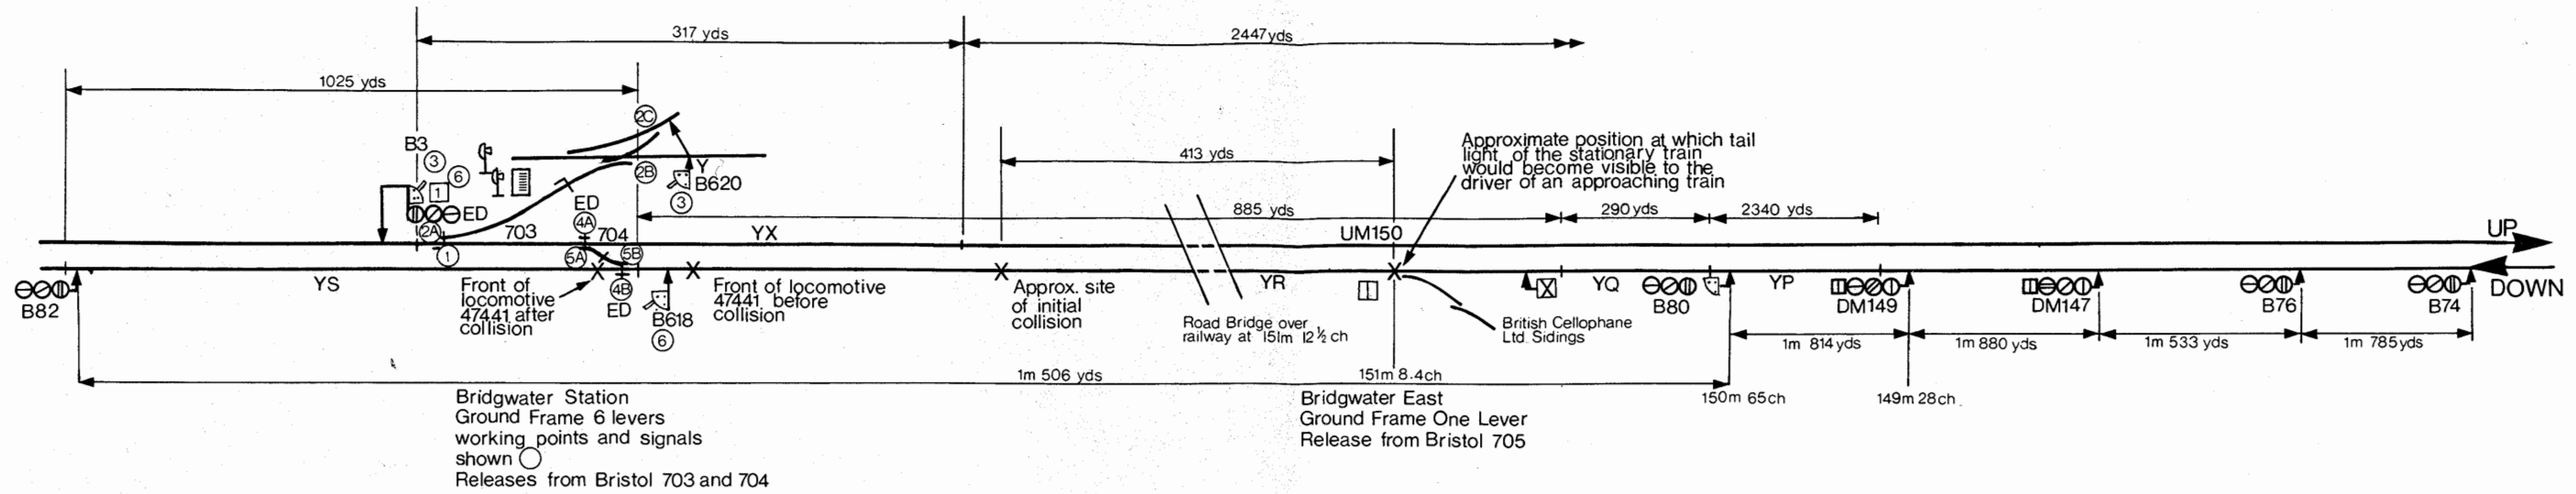 317 yds
2447yds
1025 yds
2C
B3
3
6
1
413 yds
Approximate position at which tail
light of the stationary train
would become visible to the
driver of an approaching train
Y
2B
B620
3
ED
ED
4A
2A
703
704
YX
885 yds
290 yds
2340 yds
UM150
UP
1
5A
5B
YS
Front of
locomotive
47441 after
collision
4B
ED
B618
6
Front of locomotive
47441 before
collision
Approx. site
of initial
collision
Road Bridge over
railway at 151m 12½ ch
YR
British Cellophane
Ltd. Sidings
YQ
B80
YP
DM149
DM147
B76
B74
DOWN
B82
1m 814 yds
1m 880 yds
1m 533 yds
1m 785yds
1m 506 yds
151m 8.4ch
150m 65ch
149m 28ch
Bridgwater Station
Ground Frame 6 levers
working points and signals
shown
Releases from Bristol 703 and 704
Bridgwater East
Ground Frame One Lever
Release from Bristol 705